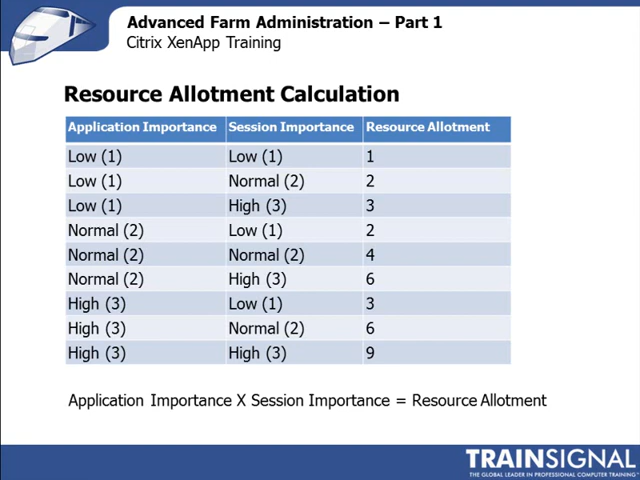 Advanced Farm Administration – Part 1
Citrix XenApp Training
Resource Allotment Calculation
Application Importance Session Importance Resource Allotment
Low (1) Low (1) 1
Low (1) Normal (2) 2
Low (1) High (3) 3
Normal (2) Low (1) 2
Normal (2) Normal (2) 4
Normal (2) High (3) 6
High (3) Low (1) 3
High (3) Normal (2) 6
High (3) High (3) 9
Application Importance X Session Importance = Resource Allotment
TRAINSIGNAL
THE GLOBAL LEADER IN PROFESSIONAL COMPUTER TRAINING